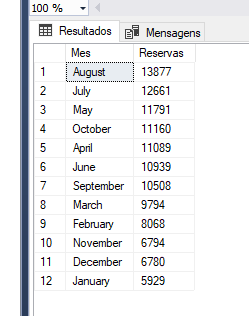 100 %
Resultados Mensagens
Mes Reservas
1 August 13877
2 July 12661
3 May 11791
4 October 11160
5 April 11089
6 June 10939
7 September 10508
8 March 9794
9 February 8068
10 November 6794
11 December 6780
12 January 5929